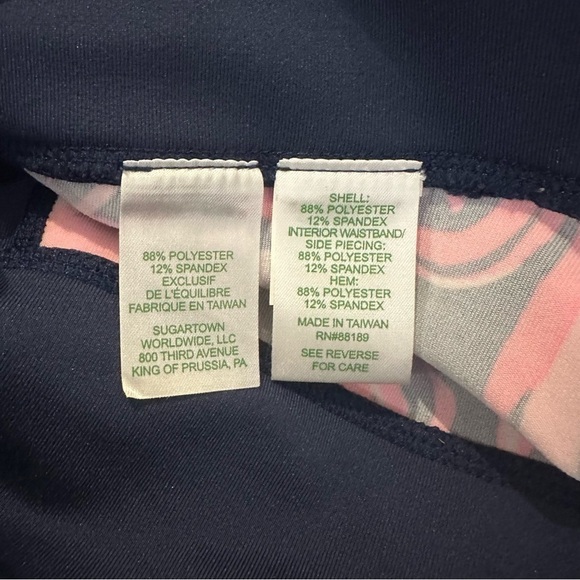 88% POLYESTER
12% SPANDEX
EXCLUSIF
DE L'ÉQUILIBRE
FABRIQUE EN TAIWAN
SUGARTOWN
WORLDWIDE, LLC
800 THIRD AVENUE
KING OF PRUSSIA, PA
SHELL:
88% POLYESTER
12% SPANDEX
INTERIOR WAISTBAND/
SIDE PIECING:
88% POLYESTER
12% SPANDEX
HEM:
88% POLYESTER
12% SPANDEX
MADE IN TAIWAN
RN#88189
SEE REVERSE
FOR CARE